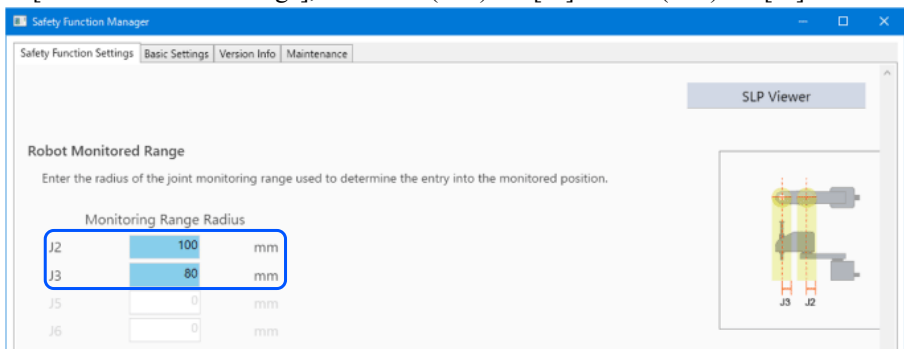 Safety Function Manager
Safety Function Settings Basic Settings Version Info Maintenance
SLP Viewer
Robot Monitored Range
Enter the radius of the joint monitoring range used to determine the entry into the monitored position.
Monitoring Range Radius
J2 100 mm
J3 80 mm
J5 0 mm
J6 0 mm
J3 J2